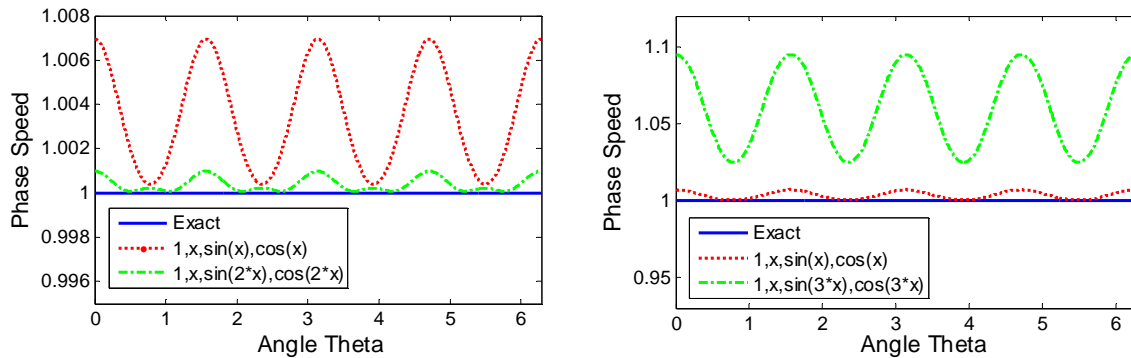 1.008
1.006
1.004
1.002
1
0.998
0.996
Phase Speed
Exact
1,x,sin(x),cos(x)
1,x,sin(2*x),cos(2*x)
0 1 2 3 4 5 6
Angle Theta
1.1
1.05
1
0.95
Phase Speed
Exact
1,x,sin(x),cos(x)
1,x,sin(3*x),cos(3*x)
0 1 2 3 4 5 6
Angle Theta